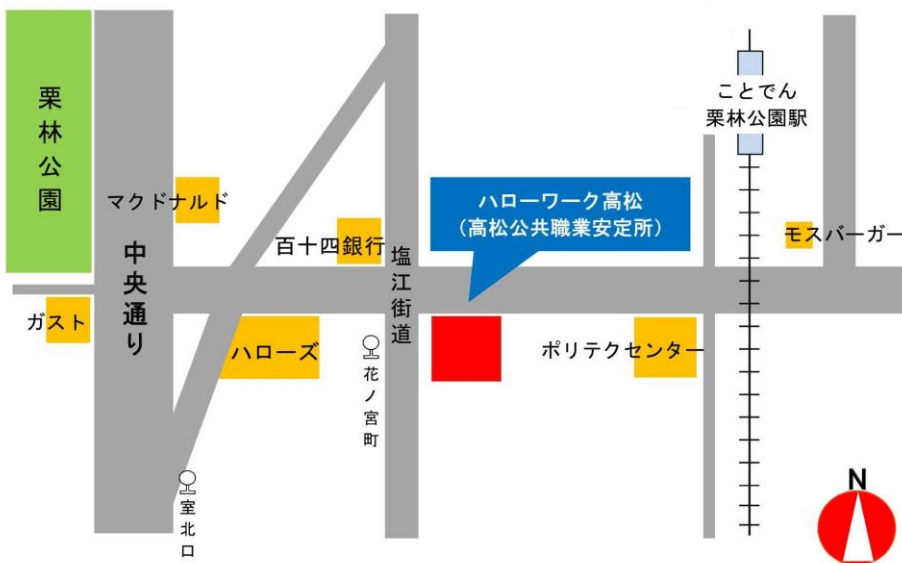 栗林公園
マクドナルド
中央通り
ガスト
百十四銀行
塩江街道
ハローワーク高松
（高松公共職業安定所）
ことでん
栗林公園駅
モスバーガー
ハローズ
花ノ宮町
ポリテクセンター
室北口
N